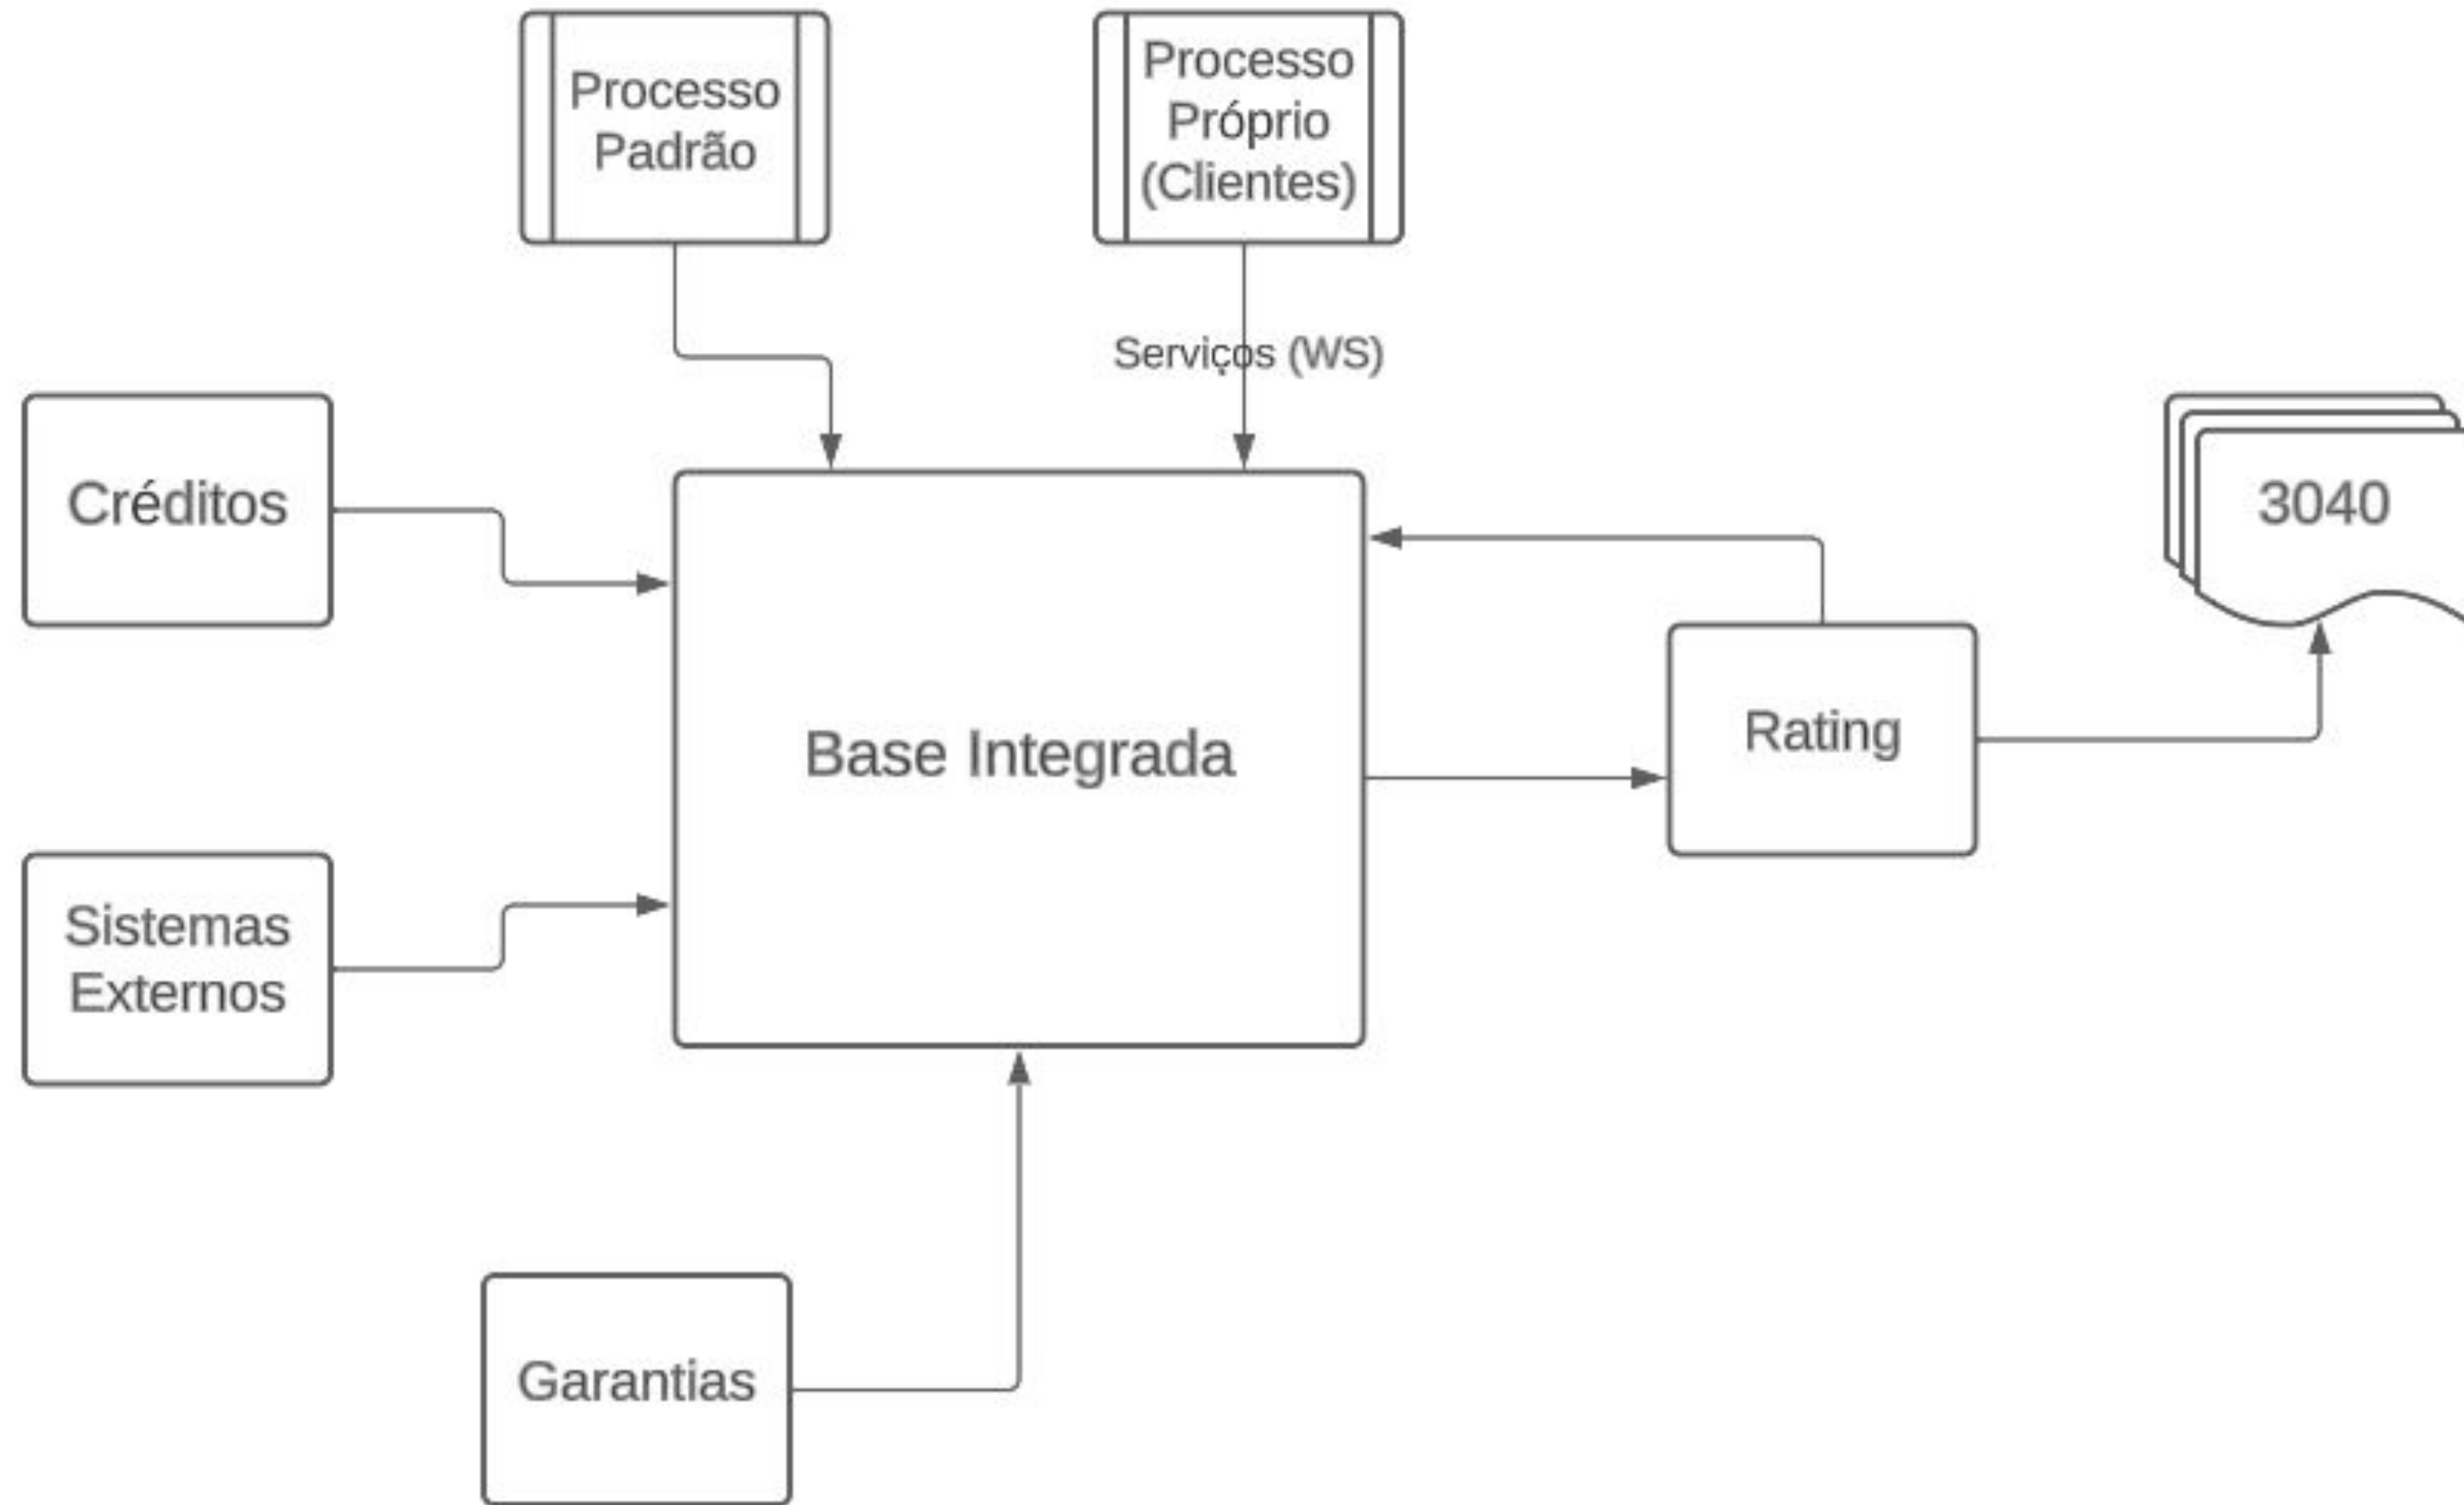 Processo
Padrão
Processo
Próprio
(Clientes)
Serviços (WS)
Créditos
3040
Base Integrada
Rating
Sistemas
Externos
Garantias